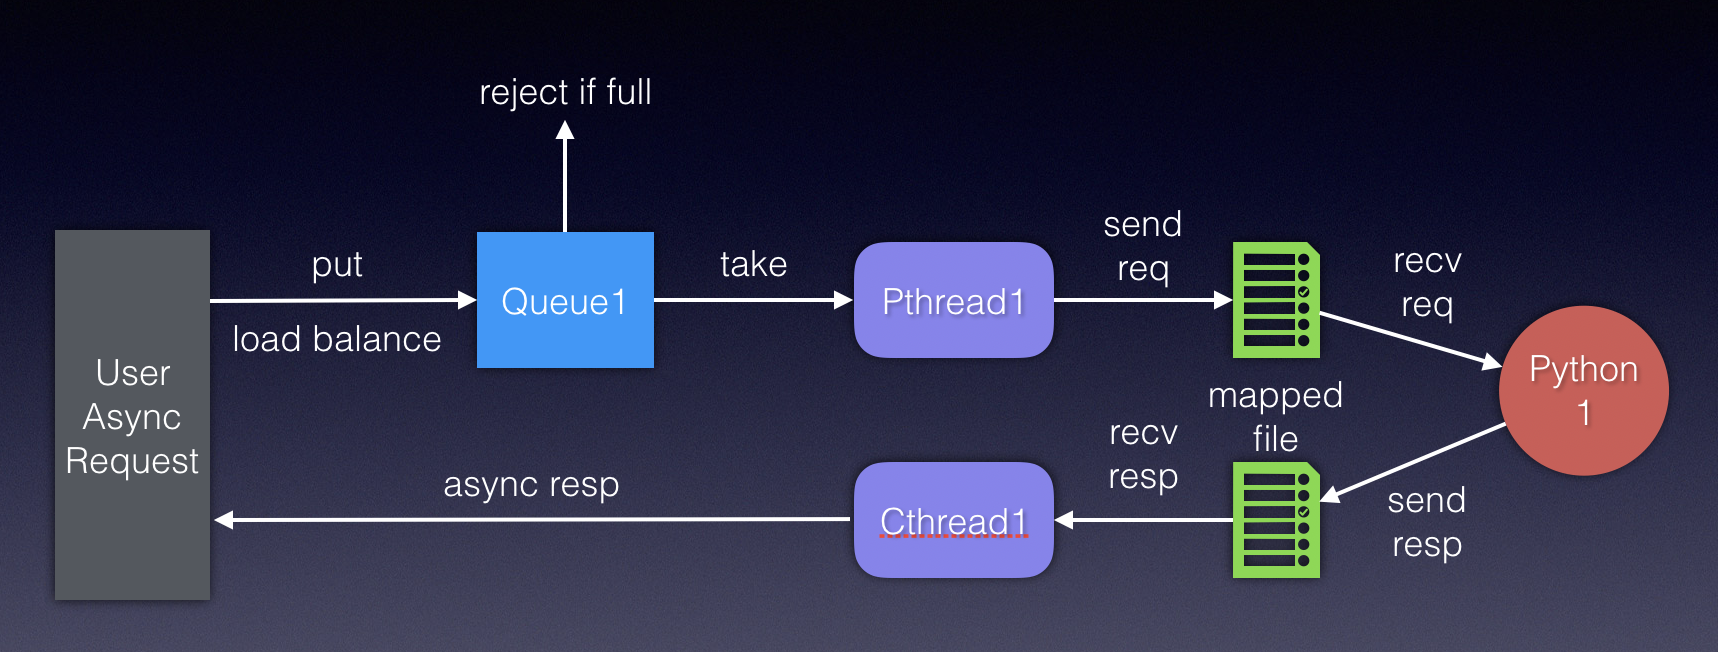 reject if full
put
load balance
Queue1
take
Pthread1
send
req
recv
req
User
Async
Request
Python
1
mapped
file
async resp
Cthread1
recv
resp
send
resp